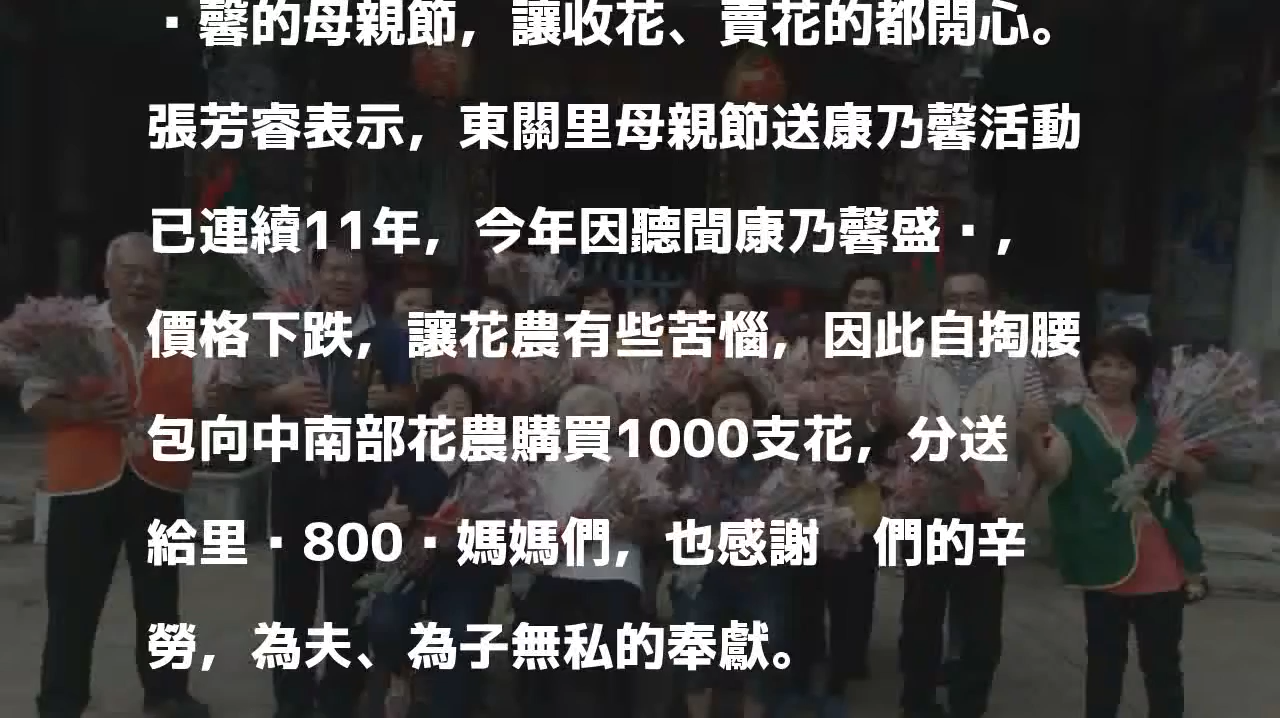 ▪馨的母親節，讓收花、賣花的都開心。
張芳睿表示，東關里母親節送康乃馨活動
已連續11年，今年因聽聞康乃馨盛▪，
價格下跌，讓花農有些苦惱，因此自掏腰
包向中南部花農購買1000支花，分送
給里▪800▪媽媽們，也感謝　們的辛
勞，為夫、為子無私的奉獻。